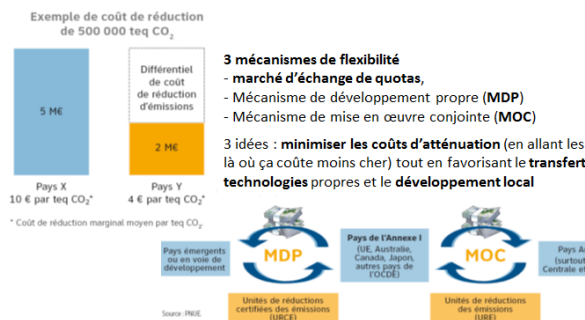 Exemple de coût de réduction
de 500 000 teq CO2
5 M€
Différentiel
de coût
de réduction
d'émissions
2 M€
Pays X
10 € par teq CO2*
Pays Y
4 € par teq CO2*
* Coût de réduction marginal moyen par teq CO2
3 mécanismes de flexibilité
- marché d'échange de quotas,
- Mécanisme de développement propre (MDP)
- Mécanisme de mise en œuvre conjointe (MOC)
3 idées : minimiser les coûts d'atténuation (en allant les
là où ça coûte moins cher) tout en favorisant le transfert
technologies propres et le développement local
Pays émergents
ou en voie de
développement
MDP
Pays de l'Annexe I
(UE, Australie,
Canada, Japon,
autres pays de
l'OCDE)
MOC
Pays
(surtout
Centrale et
Unités de réductions
certifiées des émissions
(URCE)
Unités de réductions
des émissions
(URE)
Source : PNUE